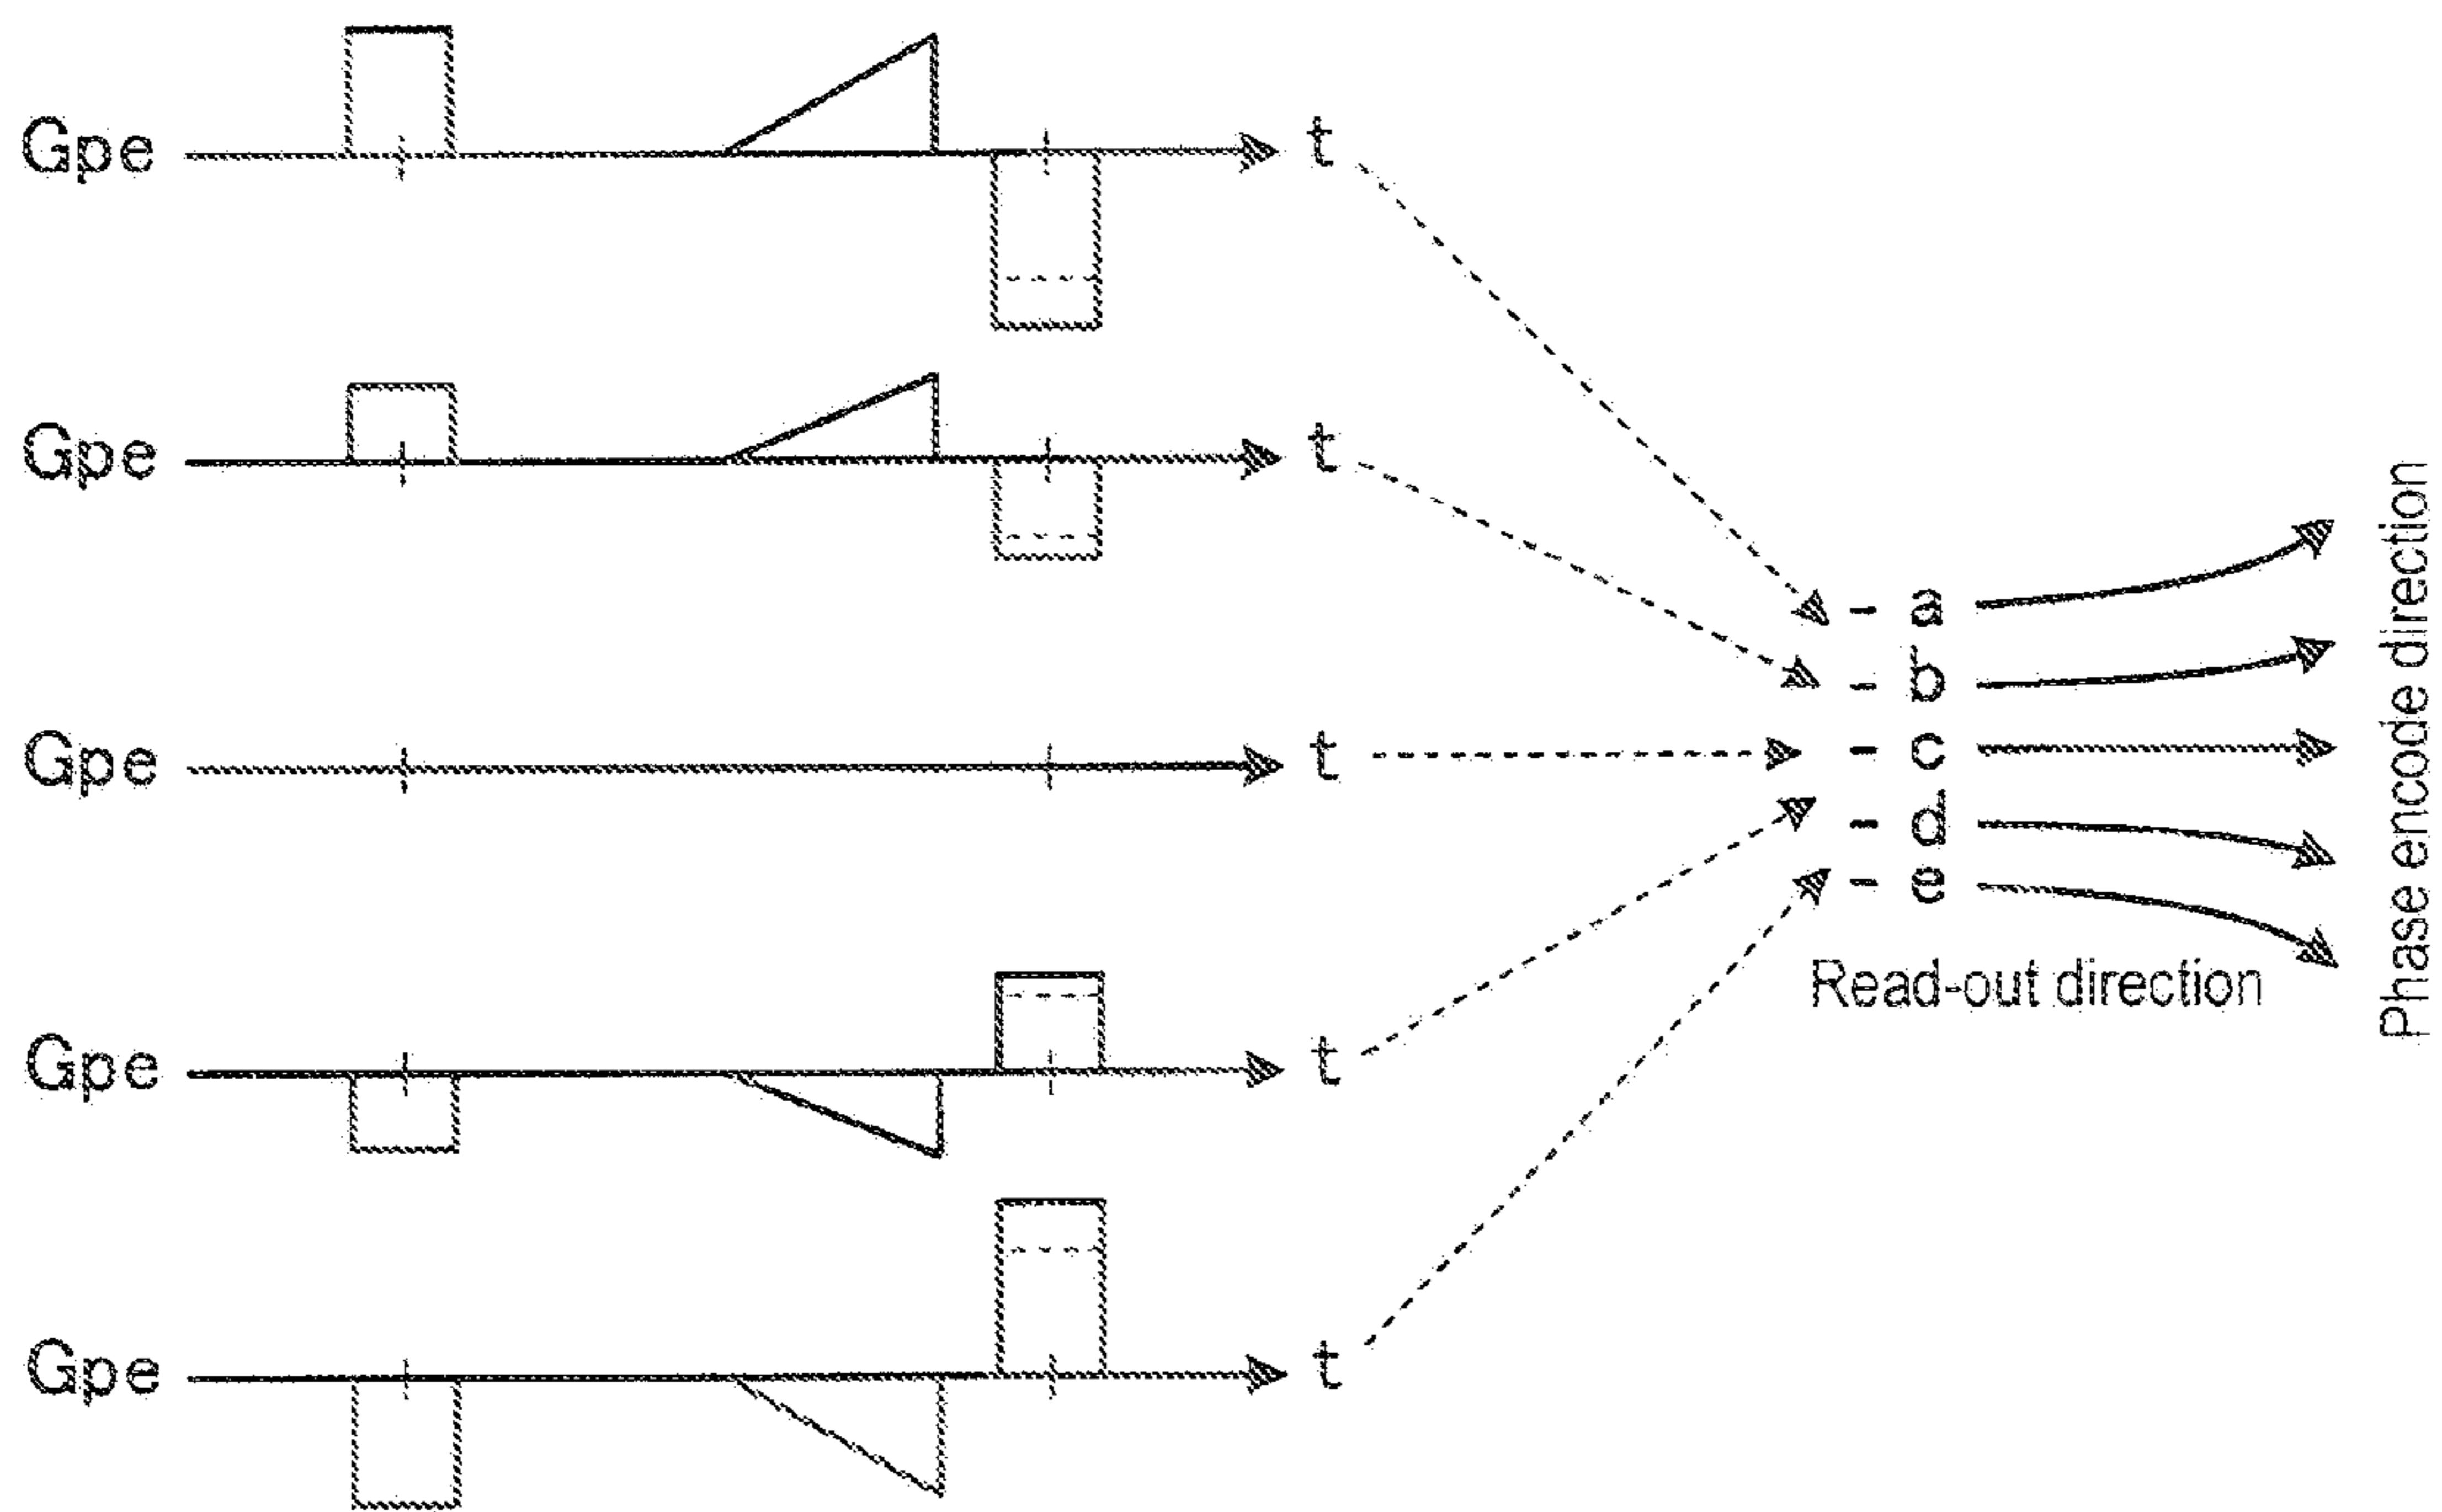 Gpe t
Gpe t
Gpe t
Gpe t
Gpe t
- a
- b
- c
- d
- e
Read-out direction
Phase encode direction